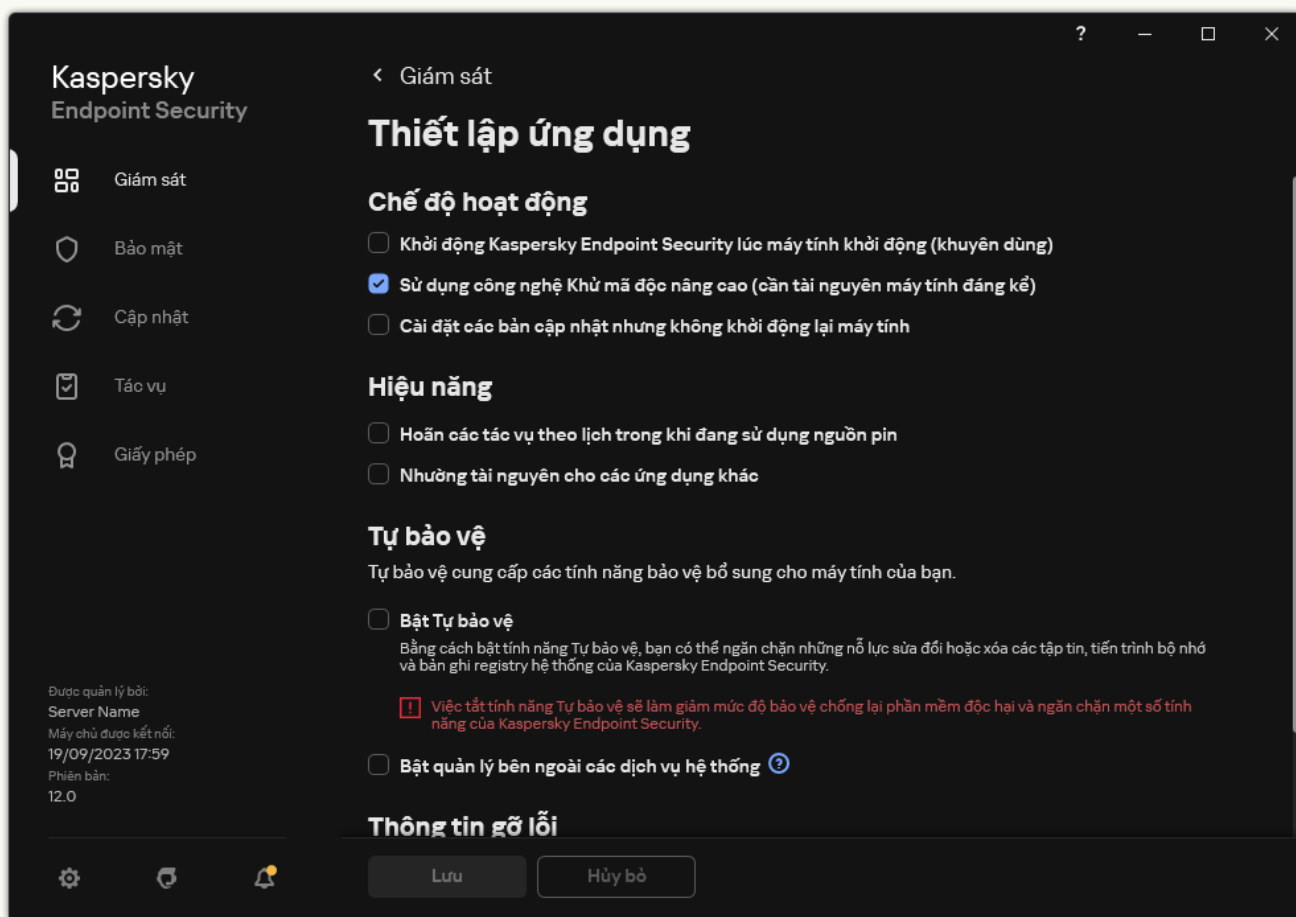 ?
Kaspersky
Endpoint Security
Giám sát
Bảo mật
Cập nhật
Tác vụ
Giấy phép
Được quản lý bởi:
Server Name
Máy chủ được kết nối:
19/09/2023 17:59
Phiên bản:
12.0
Giám sát
Thiết lập ứng dụng
Chế độ hoạt động
Khởi động Kaspersky Endpoint Security lúc máy tính khởi động (khuyên dùng)
Sử dụng công nghệ Khử mã độc nâng cao (cần tài nguyên máy tính đáng kể)
Cài đặt các bản cập nhật nhưng không khởi động lại máy tính
Hiệu năng
Hoãn các tác vụ theo lịch trong khi đang sử dụng nguồn pin
Nhường tài nguyên cho các ứng dụng khác
Tự bảo vệ
Tự bảo vệ cung cấp các tính năng bảo vệ bổ sung cho máy tính của bạn.
Bật Tự bảo vệ
Bằng cách bật tính năng Tự bảo vệ, bạn có thể ngăn chặn những nỗ lực sửa đổi hoặc xóa các tập tin, tiến trình bộ nhớ
và bản ghi registry hệ thống của Kaspersky Endpoint Security.
Việc tắt tính năng Tự bảo vệ sẽ làm giảm mức độ bảo vệ chống lại phần mềm độc hại và ngăn chặn một số tính
năng của Kaspersky Endpoint Security.
Bật quản lý bên ngoài các dịch vụ hệ thống ?
Thông tin gỡ lỗi
Lưu
Hủy bỏ